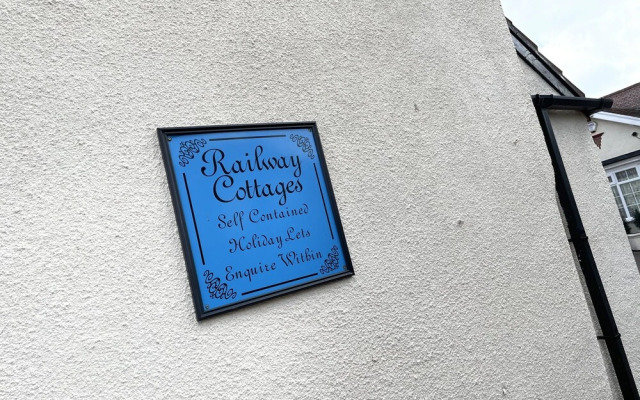 Railway
Cottages
Self Contained
Holiday Lets
Enquire Within